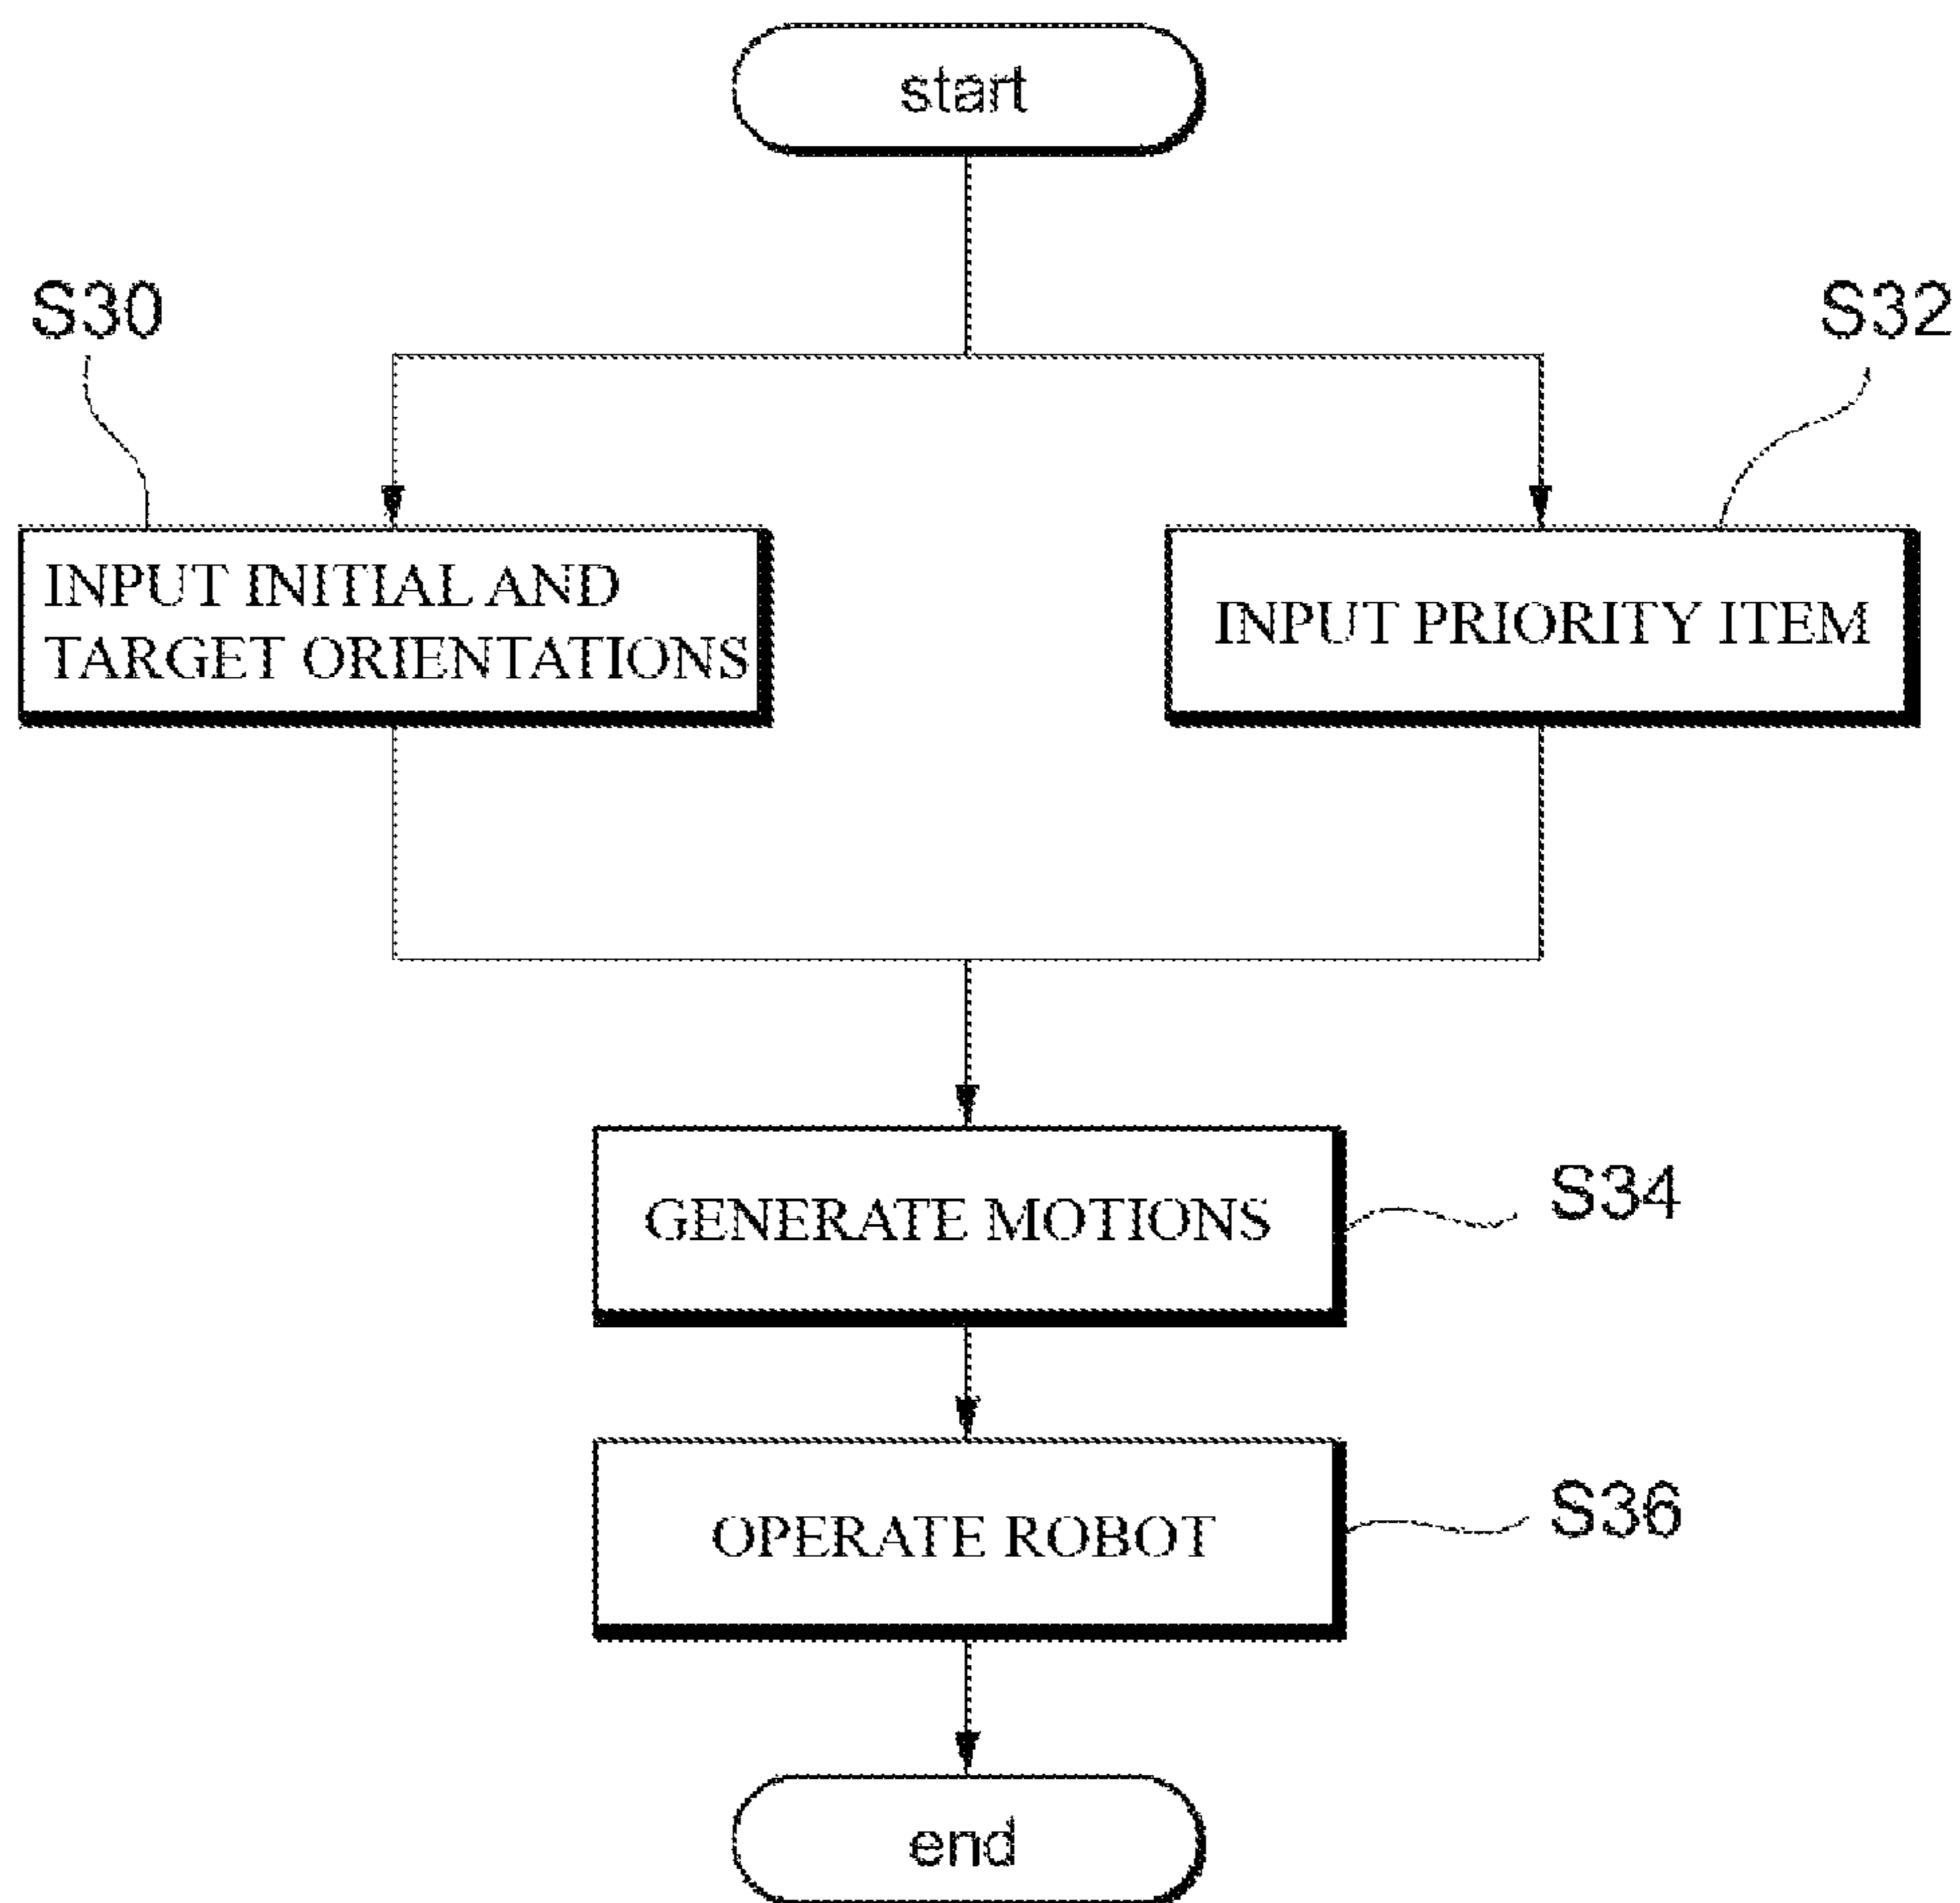 start
S30
S32
INPUT INITIAL AND
TARGET ORIENTATIONS
INPUT PRIORITY ITEM
GENERATE MOTIONS
S34
OPERATE ROBOT
S36
end